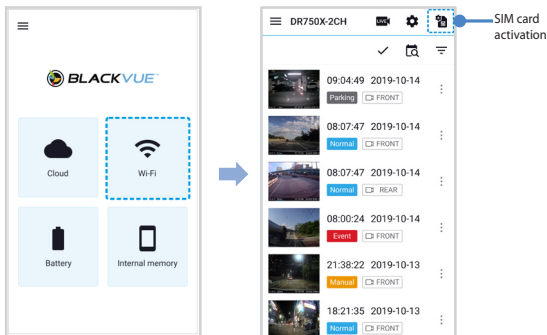 BLACKVUE
Cloud
Wi-Fi
Battery
Internal memory
DR750X-2CH
LIVE
SIM card
activation
09:04:49 2019-10-14
Parking FRONT
08:07:47 2019-10-14
Normal FRONT
08:07:47 2019-10-14
Normal REAR
08:00:24 2019-10-14
Event FRONT
21:38:22 2019-10-13
Manual FRONT
18:21:35 2019-10-13
Normal FRONT